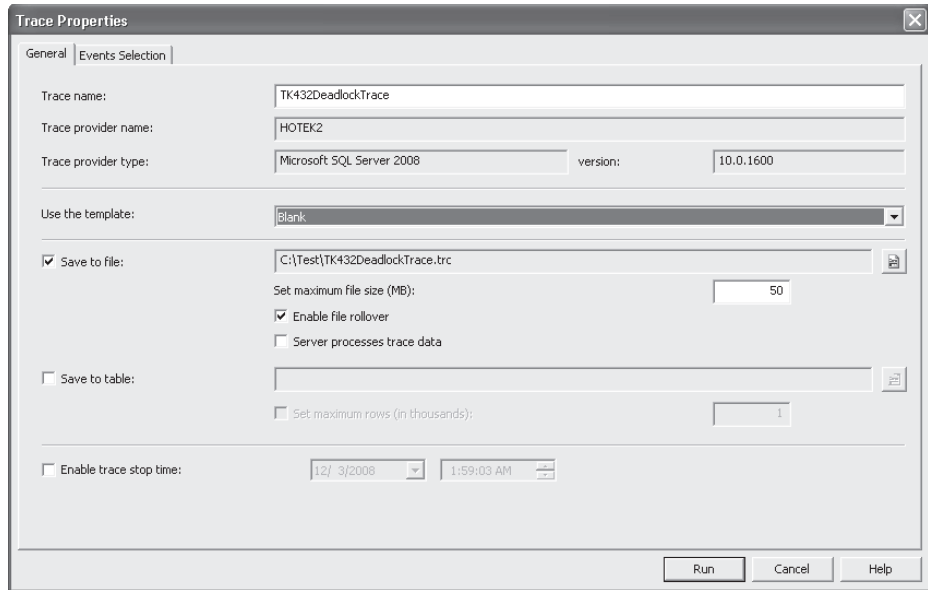 Trace Properties
General Events Selection
Trace name: TK432DeadlockTrace
Trace provider name: HOTEK2
Trace provider type: Microsoft SQL Server 2008 version: 10.0.1600
Use the template: Blank
Save to file: C:\Test\TK432DeadlockTrace.trc
Set maximum file size (MB): 50
Enable file rollover
Server processes trace data
Save to table:
Set maximum rows (in thousands): 1
Enable trace stop time: 12/ 3/2008 1:59:03 AM
Run Cancel Help